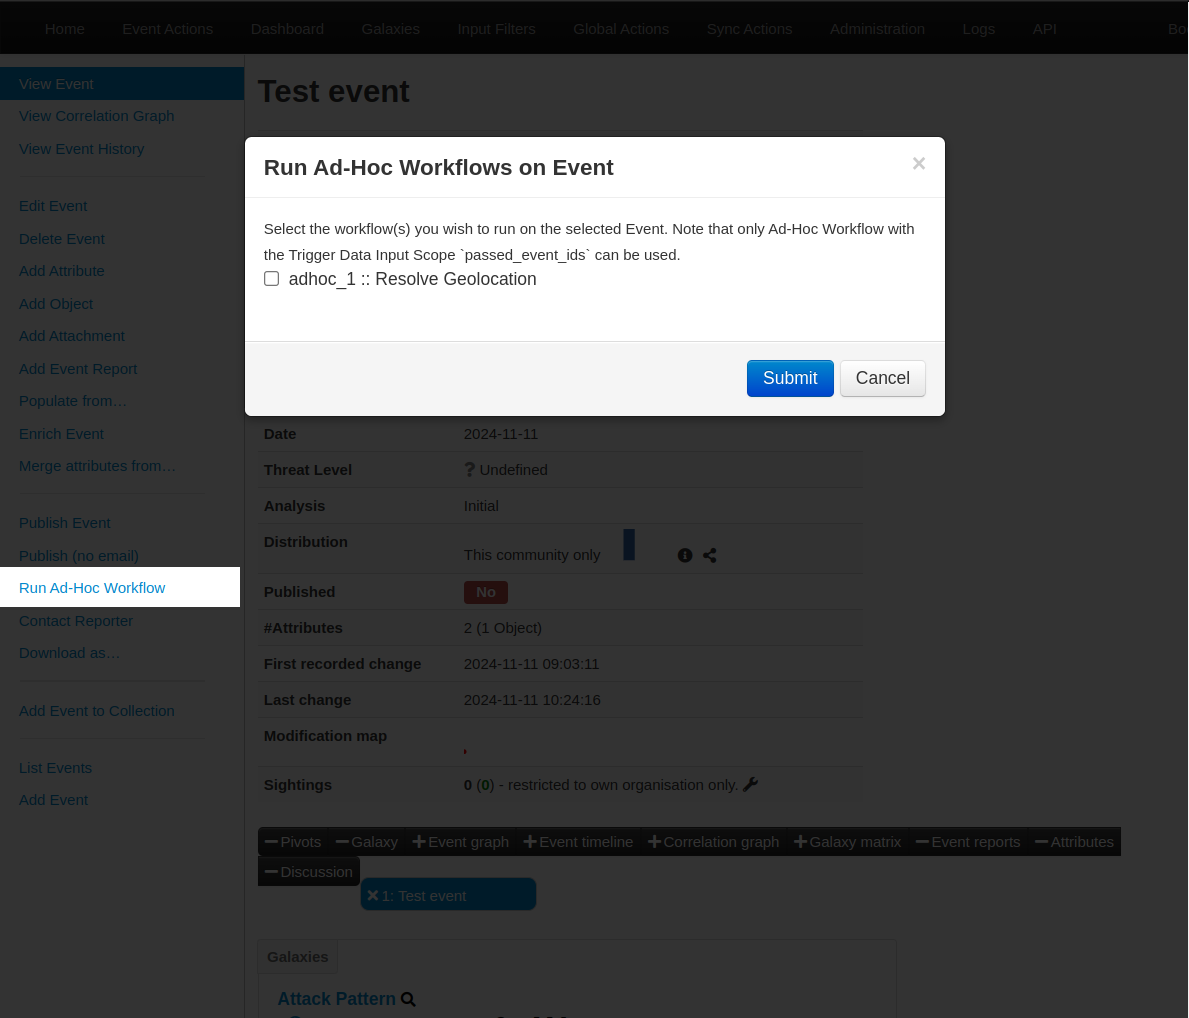 Home Event Actions Dashboard Galaxies Input Filters Global Actions Sync Actions Administration Logs API
View Event
View Correlation Graph
View Event History
Edit Event
Delete Event
Add Attribute
Add Object
Add Attachment
Add Event Report
Populate from…
Enrich Event
Merge attributes from…
Publish Event
Publish (no email)
Run Ad-Hoc Workflow
Contact Reporter
Download as…
Add Event to Collection
List Events
Add Event
Test event
Run Ad-Hoc Workflows on Event ×
Select the workflow(s) you wish to run on the selected Event. Note that only Ad-Hoc Workflow with
the Trigger Data Input Scope `passed_event_ids` can be used.
adhoc_1 :: Resolve Geolocation
Submit Cancel
Date 2024-11-11
Threat Level ? Undefined
Analysis Initial
Distribution This community only
Published No
#Attributes 2 (1 Object)
First recorded change 2024-11-11 09:03:11
Last change 2024-11-11 10:24:16
Modification map
Sightings 0 (0) - restricted to own organisation only.
Pivots Galaxy Event graph Event timeline Correlation graph Galaxy matrix Event reports Attributes
Discussion
1: Test event
Galaxies
Attack Pattern